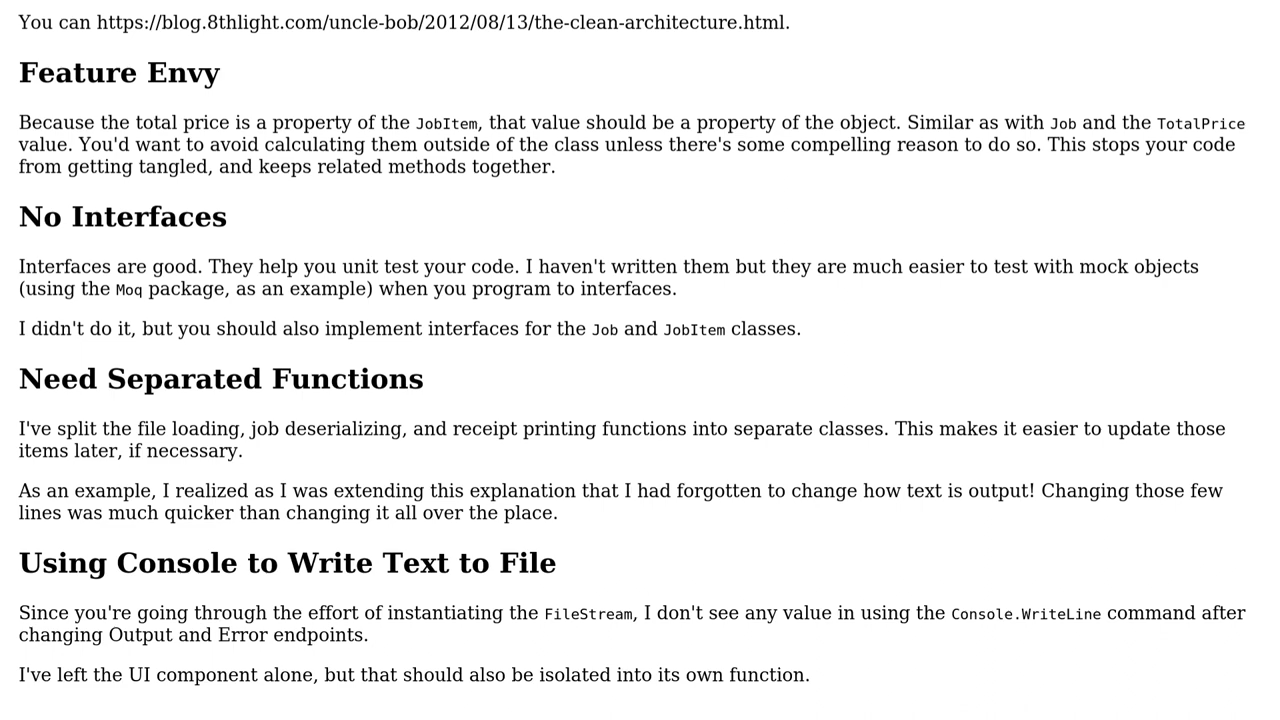 You can https://blog.8thlight.com/uncle-bob/2012/08/13/the-clean-architecture.html.
Feature Envy
Because the total price is a property of the JobItem, that value should be a property of the object. Similar as with Job and the TotalPrice
value. You'd want to avoid calculating them outside of the class unless there's some compelling reason to do so. This stops your code
from getting tangled, and keeps related methods together.
No Interfaces
Interfaces are good. They help you unit test your code. I haven't written them but they are much easier to test with mock objects
(using the Moq package, as an example) when you program to interfaces.
I didn't do it, but you should also implement interfaces for the Job and JobItem classes.
Need Separated Functions
I've split the file loading, job deserializing, and receipt printing functions into separate classes. This makes it easier to update those
items later, if necessary.
As an example, I realized as I was extending this explanation that I had forgotten to change how text is output! Changing those few
lines was much quicker than changing it all over the place.
Using Console to Write Text to File
Since you're going through the effort of instantiating the FileStream, I don't see any value in using the Console.WriteLine command after
changing Output and Error endpoints.
I've left the UI component alone, but that should also be isolated into its own function.